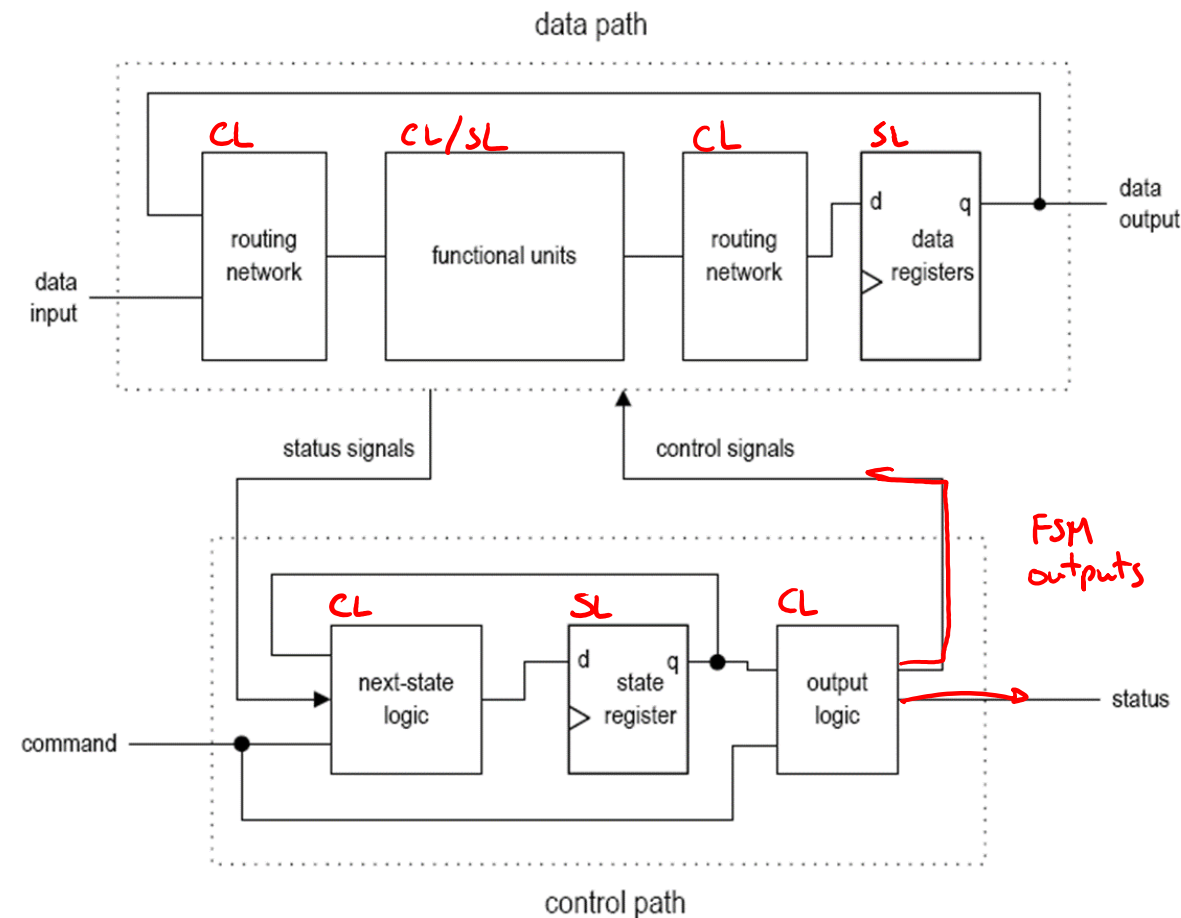 data path
CL
CL/SL
CL
SL
routing
network
functional units
routing
network
d
q
data
registers
data
output
data
input
status signals
control signals
FSM
outputs
CL
SL
CL
next-state
logic
d
q
state
register
output
logic
status
command
control path